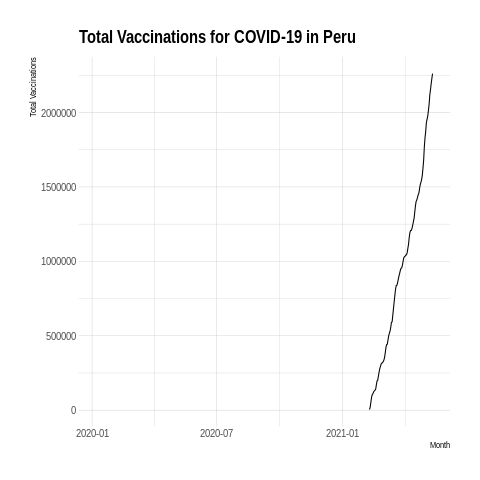 Total Vaccinations for COVID-19 in Peru
Total Vaccinations
2000000
1500000
1000000
500000
0
2020-01 2020-07 2021-01
Month